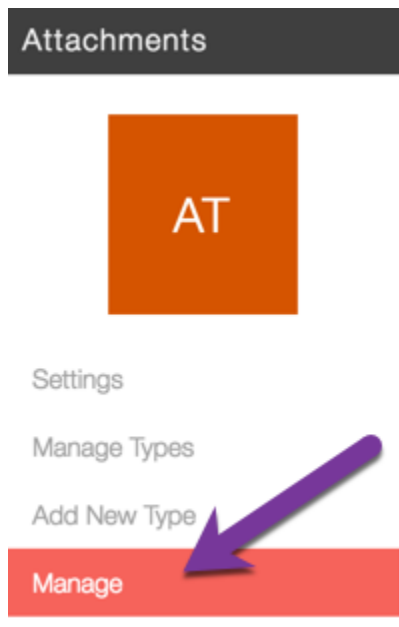 Attachments
AT
Settings
Manage Types
Add New Type
Manage